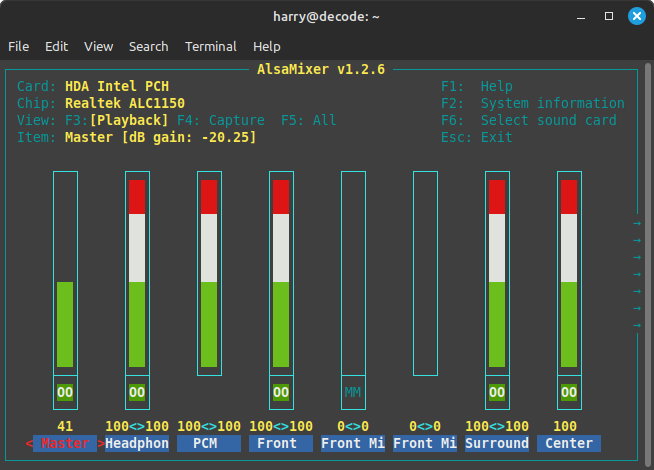 harry@decode: ~
File Edit View Search Terminal Help
AlsaMixer v1.2.6
Card: HDA Intel PCH F1: Help
Chip: Realtek ALC1150 F2: System information
View: F3:[Playback] F4: Capture F5: All F6: Select sound card
Item: Master [dB gain: -20.25] Esc: Exit
→
→
→
→
→
→
→
OO OO OO MM OO OO
41 100<>100 100<>100 100<>100 0<>0 0<>0 100<>100 100
< Master >Headphon PCM Front Front Mi Front Mi Surround Center